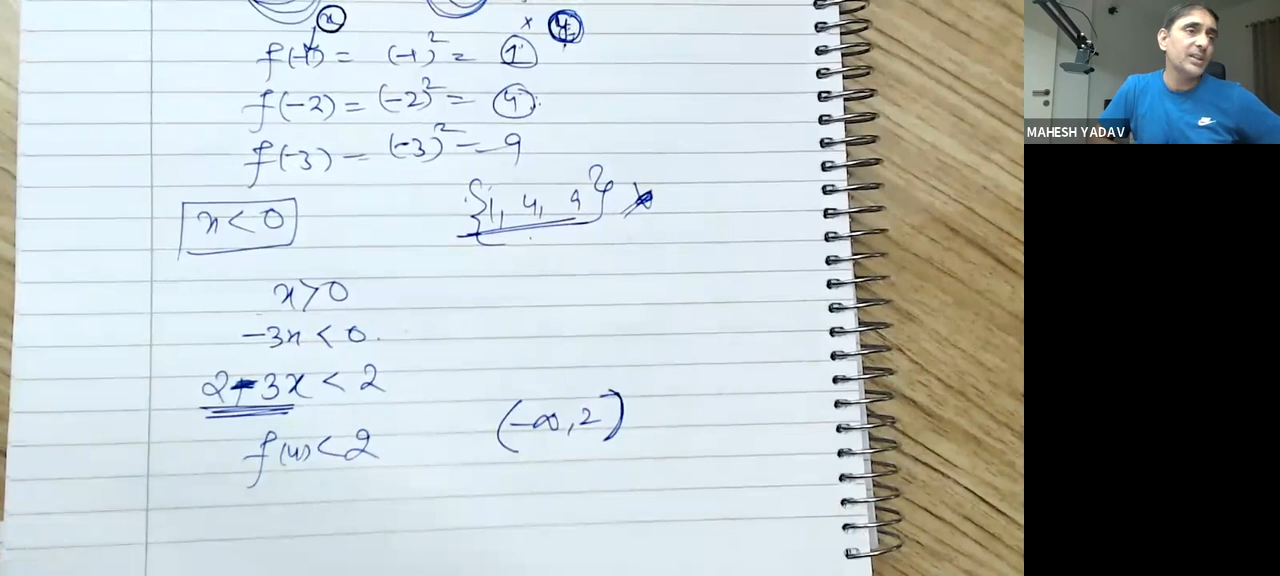 x
x y
f(-1) = (-1)² = 1
f(-2) = (-2)² = 4
f(-3) = (-3)² = 9
{1, 4, 9}
x < 0
x > 0
-3x < 0.
2-3x < 2
f(x) < 2 (-∞, 2)
MAHESH YADAV